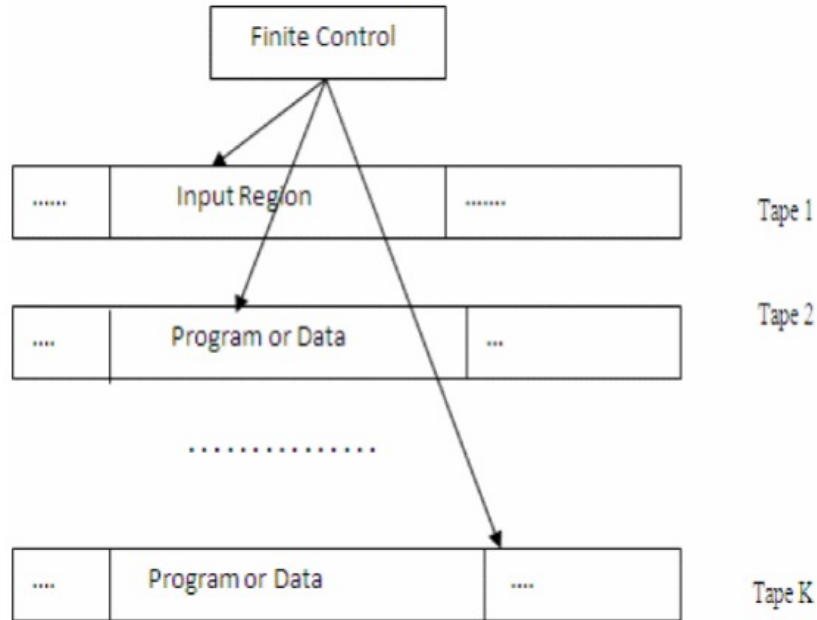 Finite Control
...... Input Region ....... Tape 1
.... Program or Data ... Tape 2
...............
.... Program or Data .... Tape K